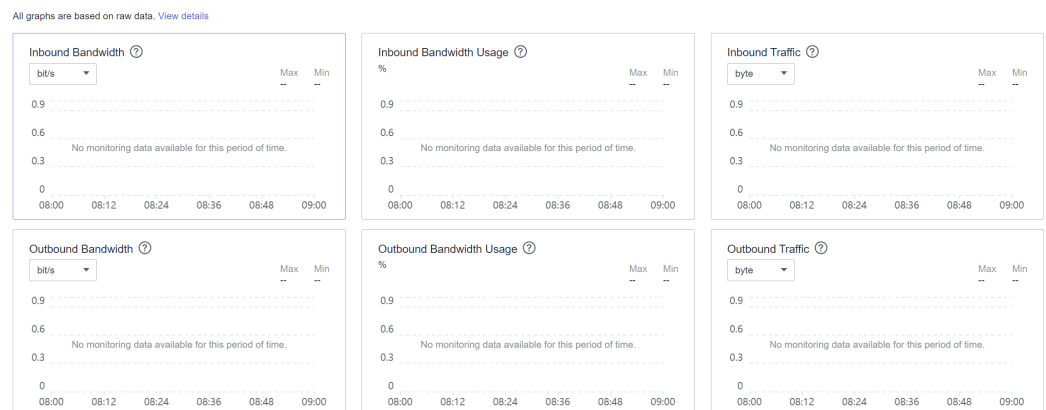 All graphs are based on raw data. View details
Inbound Bandwidth ?
bit/s
Max Min
-- --
0.9
0.6
No monitoring data available for this period of time.
0.3
0
08:00 08:12 08:24 08:36 08:48 09:00
Inbound Bandwidth Usage ?
%
Max Min
-- --
0.9
0.6
No monitoring data available for this period of time.
0.3
0
08:00 08:12 08:24 08:36 08:48 09:00
Inbound Traffic ?
byte
Max Min
-- --
0.9
0.6
No monitoring data available for this period of time.
0.3
0
08:00 08:12 08:24 08:36 08:48 09:00
Outbound Bandwidth ?
bit/s
Max Min
-- --
0.9
0.6
No monitoring data available for this period of time.
0.3
0
08:00 08:12 08:24 08:36 08:48 09:00
Outbound Bandwidth Usage ?
%
Max Min
-- --
0.9
0.6
No monitoring data available for this period of time.
0.3
0
08:00 08:12 08:24 08:36 08:48 09:00
Outbound Traffic ?
byte
Max Min
-- --
0.9
0.6
No monitoring data available for this period of time.
0.3
0
08:00 08:12 08:24 08:36 08:48 09:00